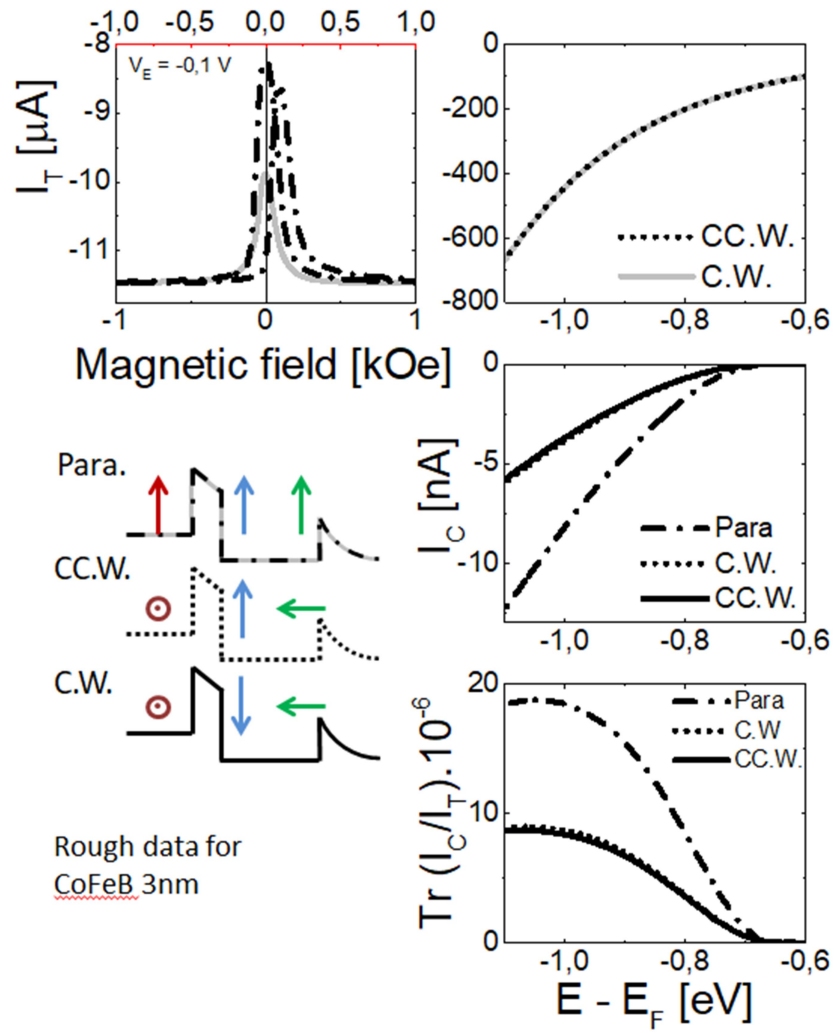 -1,0 -0,5 0,0 0,5 1,0
V_E = -0,1 V
-8
-9
-10
-11
I_T [μA]
-1 0 0 1
Magnetic field [kOe]
0
-200
-400
-600
-800
CC.W.
C.W.
-1,0 -0,8 -0,6
Para.
CC.W.
C.W.
Rough data for
CoFeB 3nm
0
-5
-10
I_C [nA]
Para
C.W.
CC.W.
-1,0 -0,8 -0,6
20
10
0
Tr (I_C/I_T).10^-6
Para
C.W
CC.W.
-1,0 -0,8 -0,6
E - E_F [eV]